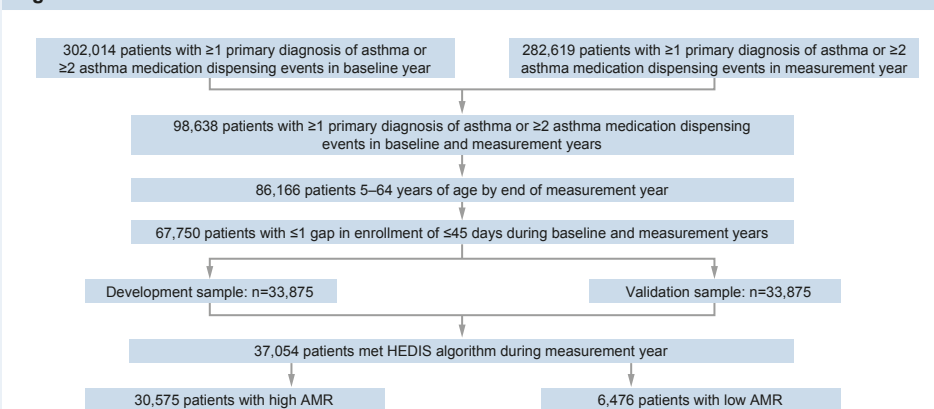 302,014 patients with ≥1 primary diagnosis of asthma or
≥2 asthma medication dispensing events in baseline year
282,619 patients with ≥1 primary diagnosis of asthma or ≥2
asthma medication dispensing events in measurement year
98,638 patients with ≥1 primary diagnosis of asthma or ≥2 asthma medication dispensing
events in baseline and measurement years
86,166 patients 5–64 years of age by end of measurement year
67,750 patients with ≤1 gap in enrollment of ≤45 days during baseline and measurement years
Development sample: n=33,875
Validation sample: n=33,875
37,054 patients met HEDIS algorithm during measurement year
30,575 patients with high AMR
6,476 patients with low AMR